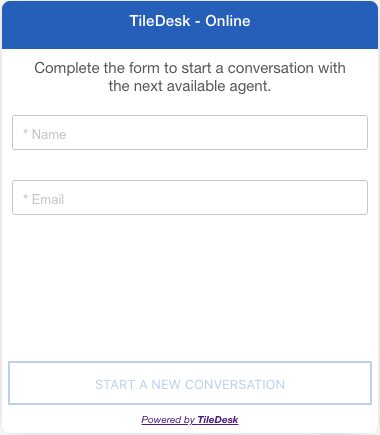 TileDesk - Online
Complete the form to start a conversation with
the next available agent.
* Name
* Email
START A NEW CONVERSATION
Powered by TileDesk